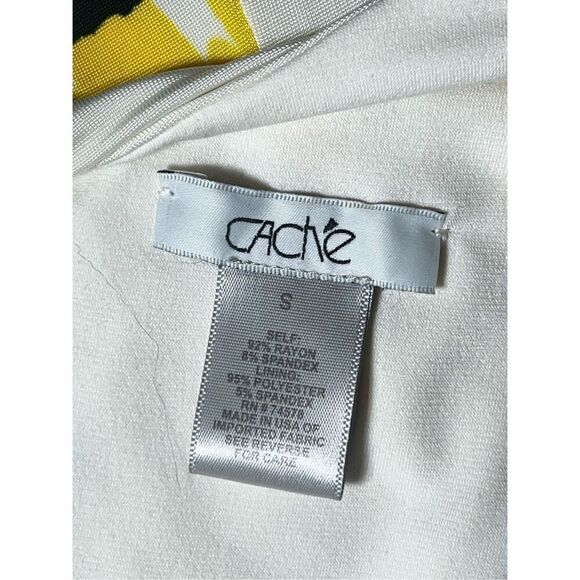 CAChé
S
SELF:
92% RAYON
8% SPANDEX
LINING:
95% POLYESTER
5% SPANDEX
RN # 74578
MADE IN USA OF
IMPORTED FABRIC
SEE REVERSE
FOR CARE